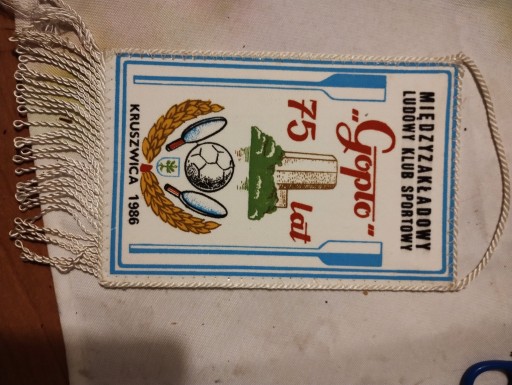 MIĘDZYZAKŁADOWY
LUDOWY KLUB SPORTOWY
„Gopło”
75 lat
KRUSZWICA 1986